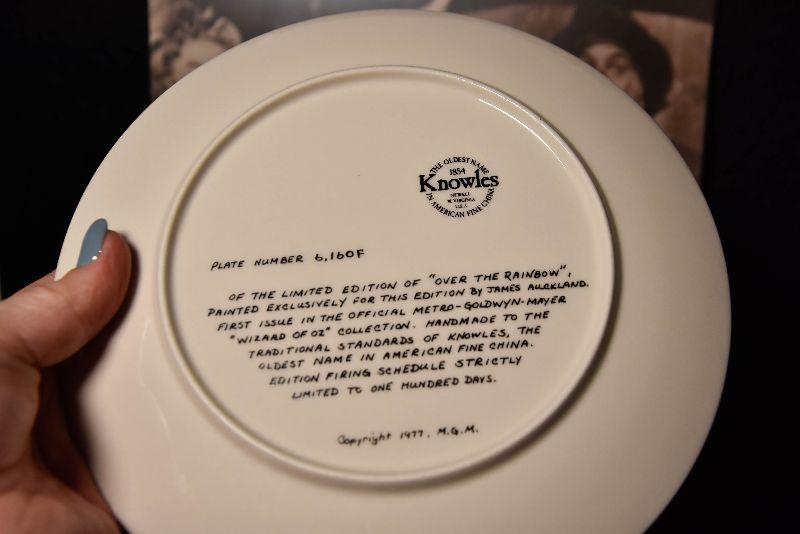 THE OLDEST NAME
1854
Knowles
NEWELL
W. VIRGINIA
U.S.A.
IN AMERICAN FINE CHINA
PLATE NUMBER 6,160F
OF THE LIMITED EDITION OF "OVER THE RAINBOW",
PAINTED EXCLUSIVELY FOR THIS EDITION BY JAMES AUCKLAND.
FIRST ISSUE IN THE OFFICIAL METRO-GOLDWYN-MAYER
"WIZARD OF OZ" COLLECTION. HANDMADE TO THE
TRADITIONAL STANDARDS OF KNOWLES, THE
OLDEST NAME IN AMERICAN FINE CHINA.
EDITION FIRING SCHEDULE STRICTLY
LIMITED TO ONE HUNDRED DAYS.
Copyright 1977. M.G.M.